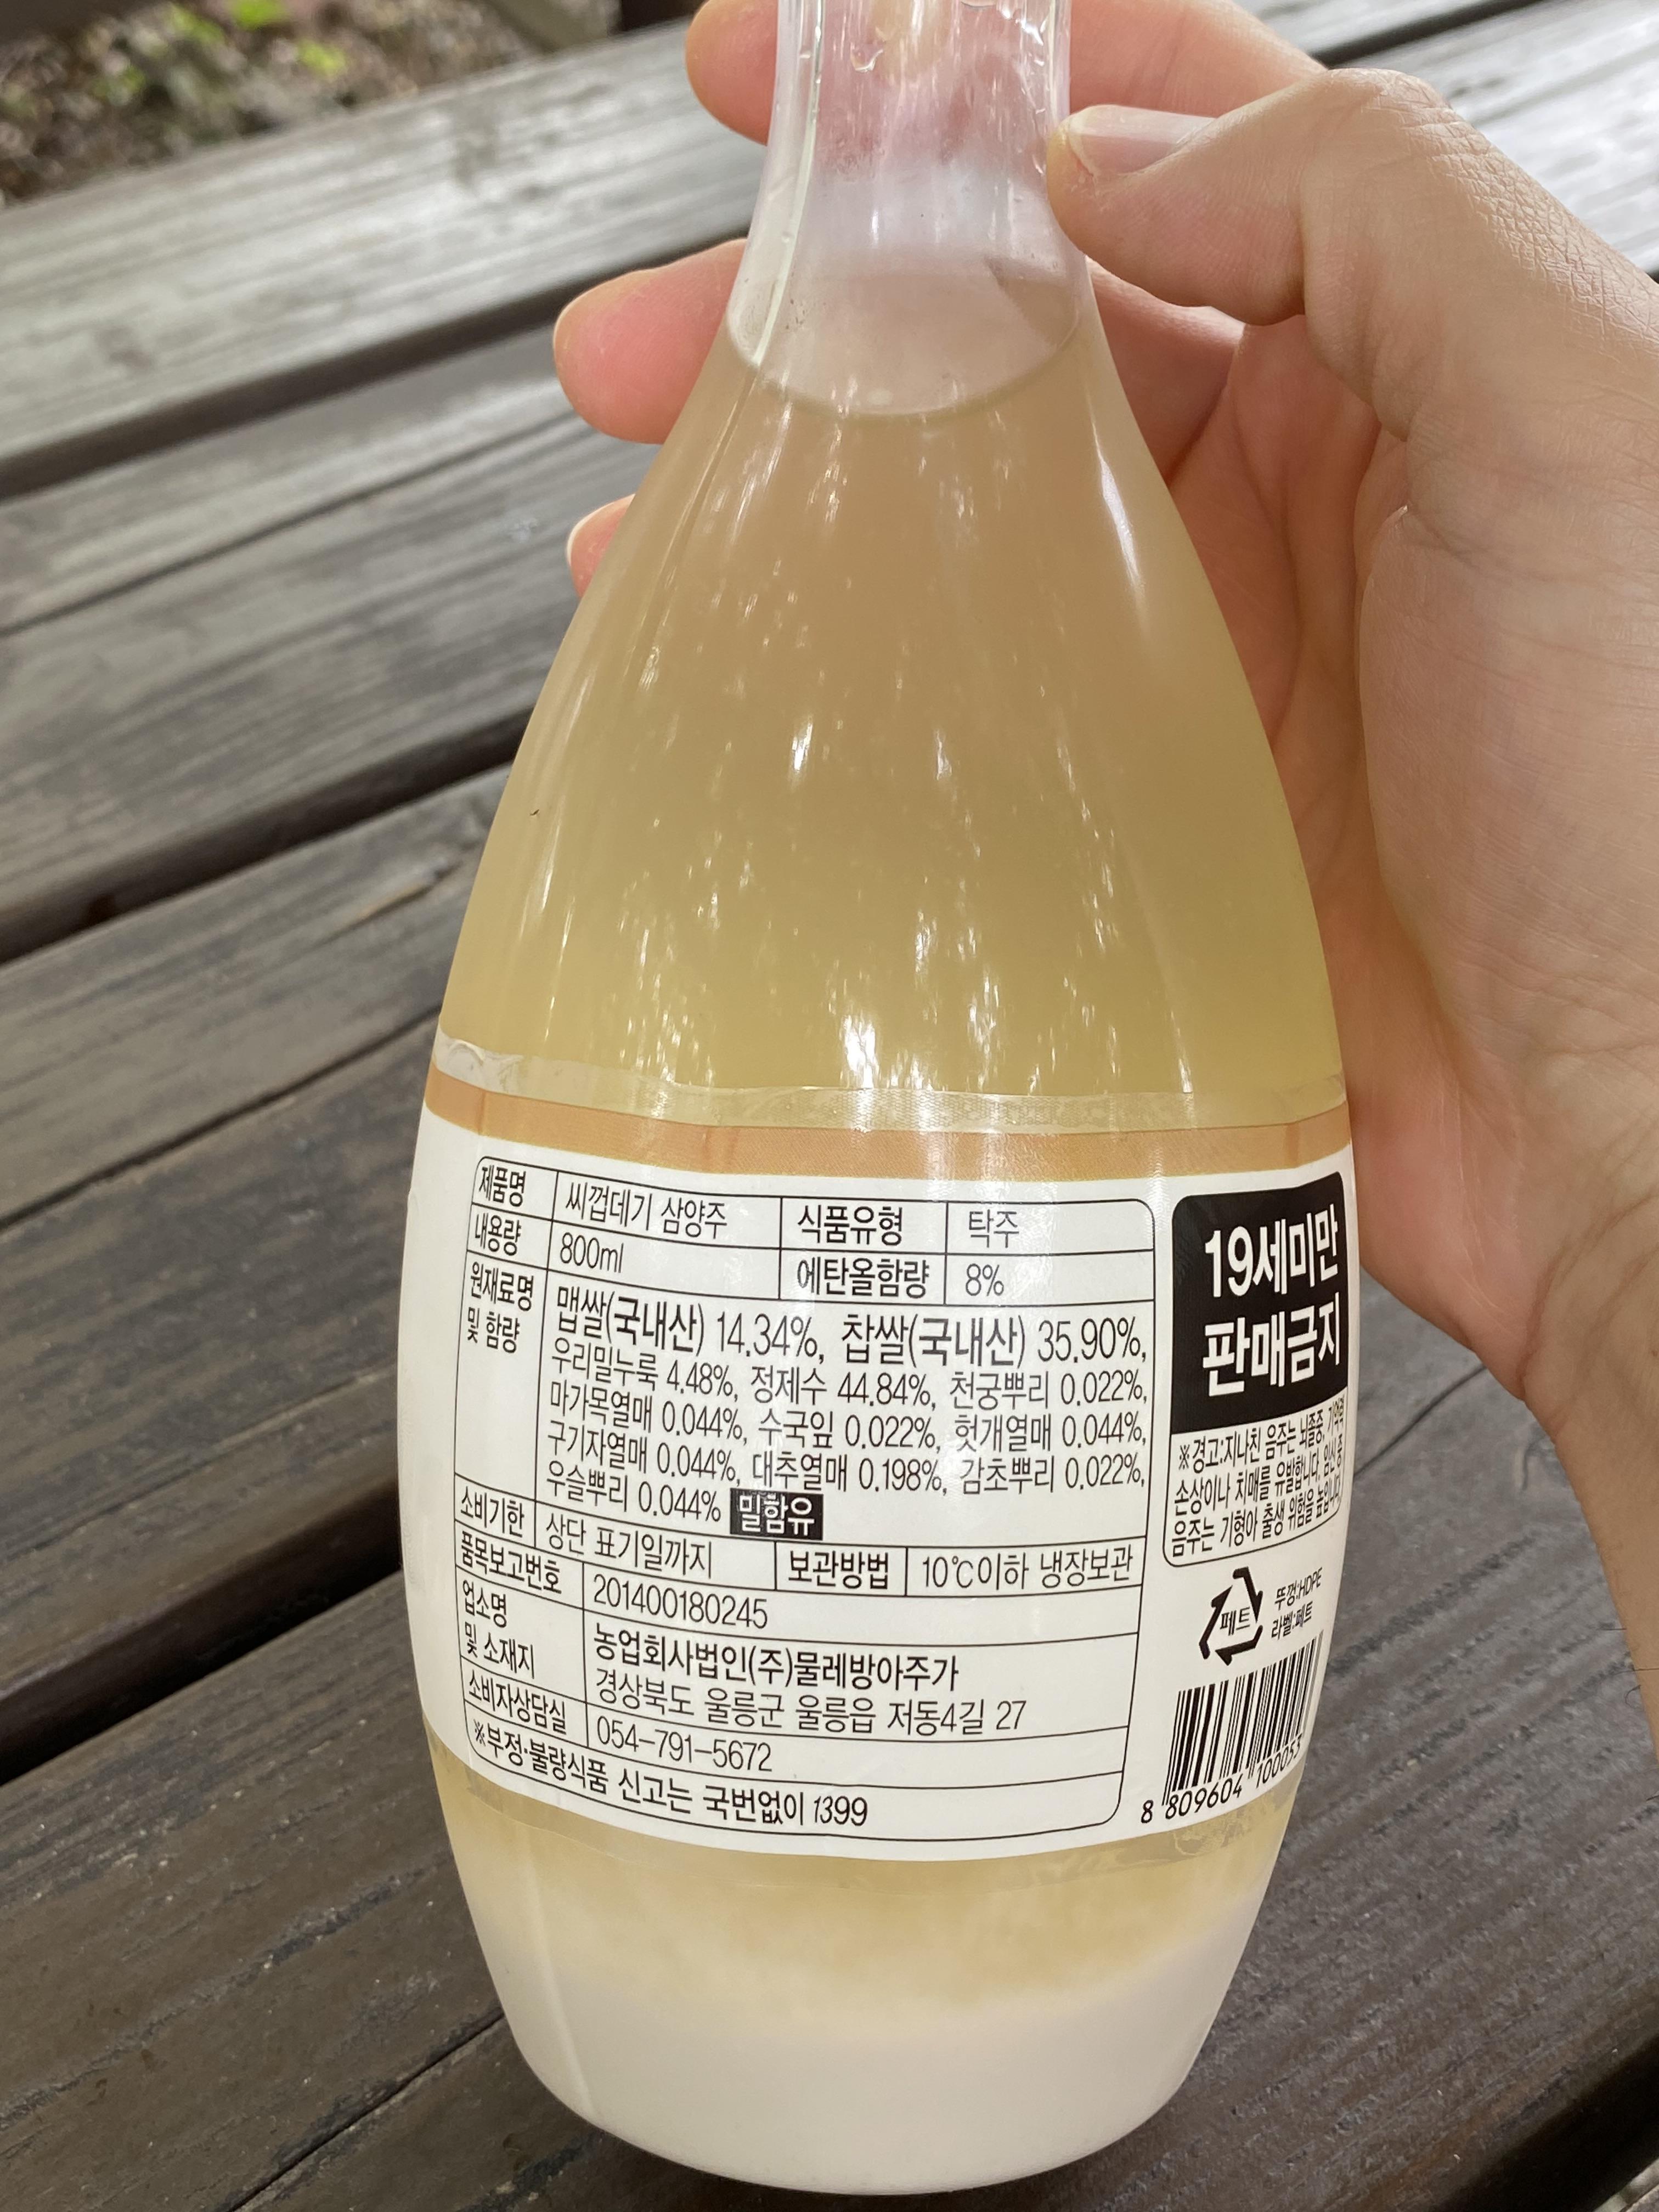 제품명 씨껍데기 삼양주 식품유형 탁주
내용량 800ml 에탄올함량 8%
원재료명 및 함량
맵쌀(국내산) 14.34%, 찹쌀(국내산) 35.90%,
우리밀누룩 4.48%, 정제수 44.84%, 천궁뿌리 0.022%,
마가목열매 0.044%, 수국잎 0.022%, 헛개열매 0.044%,
구기자열매 0.044%, 대추열매 0.198%, 감초뿌리 0.022%,
우슬뿌리 0.044% 밀함유
소비기한 상단 표기일까지 보관방법 10℃이하 냉장보관
품목보고번호 201400180245
업소명 및 소재지
농업회사법인(주)물레방아주가
경상북도 울릉군 울릉읍 저동4길 27
소비자상담실 054-791-5672
※부정·불량식품 신고는 국번없이 1399
19세미만
판매금지
※경고:지나친 음주는 뇌졸중, 기억력
손상이나 치매를 유발합니다. 임신 중
음주는 기형아 출생 위험을 높입니다.
페트
뚜껑:HDPE
라벨:페트
8 809604 100053